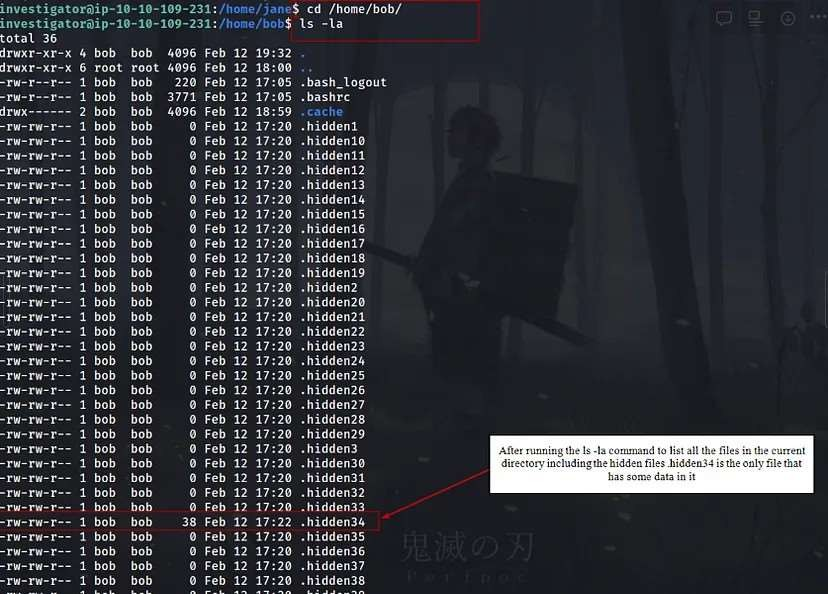 investigator@ip-10-10-109-231:/home/jane$ cd /home/bob/
investigator@ip-10-10-109-231:/home/bob$ ls -la
total 36
drwxr-xr-x 4 bob  bob  4096 Feb 12 19:32 .
drwxr-xr-x 6 root root 4096 Feb 12 18:00 ..
-rw-r--r-- 1 bob  bob   220 Feb 12 17:05 .bash_logout
-rw-r--r-- 1 bob  bob  3771 Feb 12 17:05 .bashrc
drwx------ 2 bob  bob  4096 Feb 12 18:59 .cache
-rw-rw-r-- 1 bob  bob     0 Feb 12 17:20 .hidden1
-rw-rw-r-- 1 bob  bob     0 Feb 12 17:20 .hidden10
-rw-rw-r-- 1 bob  bob     0 Feb 12 17:20 .hidden11
-rw-rw-r-- 1 bob  bob     0 Feb 12 17:20 .hidden12
-rw-rw-r-- 1 bob  bob     0 Feb 12 17:20 .hidden13
-rw-rw-r-- 1 bob  bob     0 Feb 12 17:20 .hidden14
-rw-rw-r-- 1 bob  bob     0 Feb 12 17:20 .hidden15
-rw-rw-r-- 1 bob  bob     0 Feb 12 17:20 .hidden16
-rw-rw-r-- 1 bob  bob     0 Feb 12 17:20 .hidden17
-rw-rw-r-- 1 bob  bob     0 Feb 12 17:20 .hidden18
-rw-rw-r-- 1 bob  bob     0 Feb 12 17:20 .hidden19
-rw-rw-r-- 1 bob  bob     0 Feb 12 17:20 .hidden2
-rw-rw-r-- 1 bob  bob     0 Feb 12 17:20 .hidden20
-rw-rw-r-- 1 bob  bob     0 Feb 12 17:20 .hidden21
-rw-rw-r-- 1 bob  bob     0 Feb 12 17:20 .hidden22
-rw-rw-r-- 1 bob  bob     0 Feb 12 17:20 .hidden23
-rw-rw-r-- 1 bob  bob     0 Feb 12 17:20 .hidden24
-rw-rw-r-- 1 bob  bob     0 Feb 12 17:20 .hidden25
-rw-rw-r-- 1 bob  bob     0 Feb 12 17:20 .hidden26
-rw-rw-r-- 1 bob  bob     0 Feb 12 17:20 .hidden27
-rw-rw-r-- 1 bob  bob     0 Feb 12 17:20 .hidden28
-rw-rw-r-- 1 bob  bob     0 Feb 12 17:20 .hidden29
-rw-rw-r-- 1 bob  bob     0 Feb 12 17:20 .hidden3
-rw-rw-r-- 1 bob  bob     0 Feb 12 17:20 .hidden30
-rw-rw-r-- 1 bob  bob     0 Feb 12 17:20 .hidden31
-rw-rw-r-- 1 bob  bob     0 Feb 12 17:20 .hidden32
-rw-rw-r-- 1 bob  bob     0 Feb 12 17:20 .hidden33
-rw-rw-r-- 1 bob  bob    38 Feb 12 17:22 .hidden34
-rw-rw-r-- 1 bob  bob     0 Feb 12 17:20 .hidden35
-rw-rw-r-- 1 bob  bob     0 Feb 12 17:20 .hidden36
-rw-rw-r-- 1 bob  bob     0 Feb 12 17:20 .hidden37
-rw-rw-r-- 1 bob  bob     0 Feb 12 17:20 .hidden38
After running the ls -la command to list all the files in the current
directory including the hidden files .hidden34 is the only file that
has some data in it
鬼滅の刃